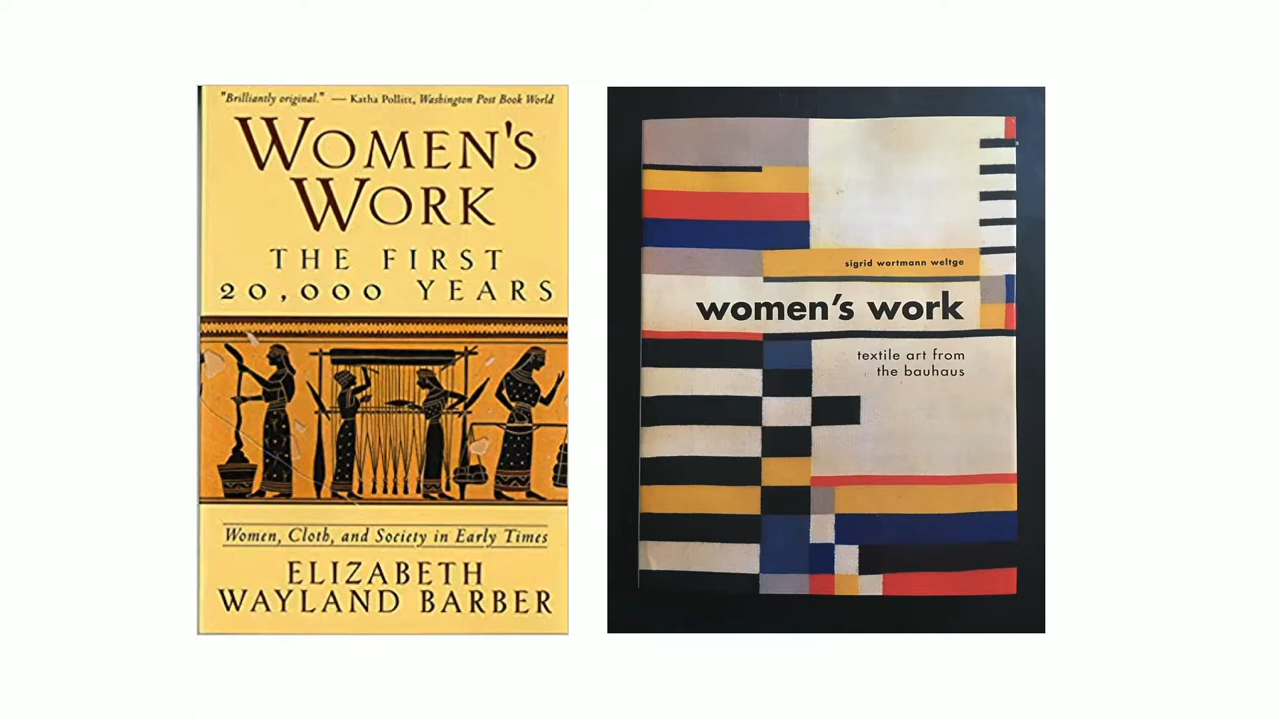 "Brilliantly original." — Katha Pollitt, Washington Post Book World
WOMEN'S
WORK
THE FIRST
20,000 YEARS
Women, Cloth, and Society in Early Times
ELIZABETH
WAYLAND BARBER
sigrid wortmann weltge
women's work
textile art from
the bauhaus